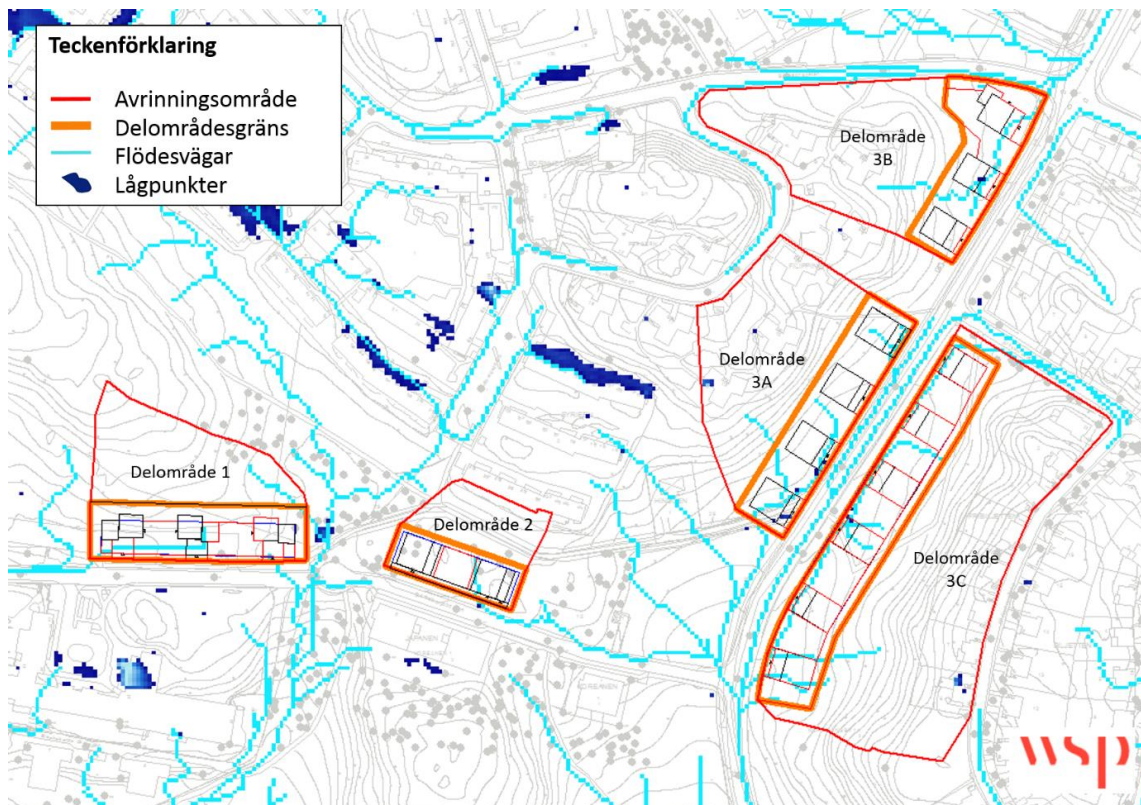 Teckenförklaring
Avrinningsområde
Delområdesgräns
Flödesvägar
Lågpunkter
Delområde
3B
Delområde
3A
Delområde 1
Delområde 2
Delområde
3C
wsp